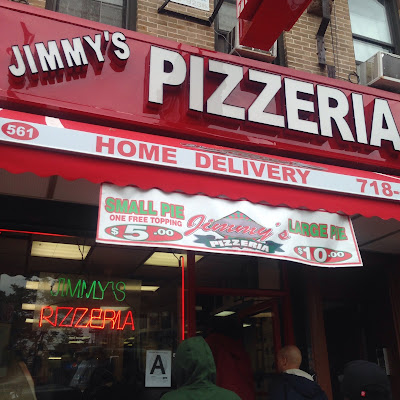 JIMMY'S PIZZERIA
561 HOME DELIVERY 718-
SMALL PIE
ONE FREE TOPPING
$5.00
Jimmy's
PIZZERIA
LARGE PIE
$10.00
JIMMY'S
PIZZERIA
A